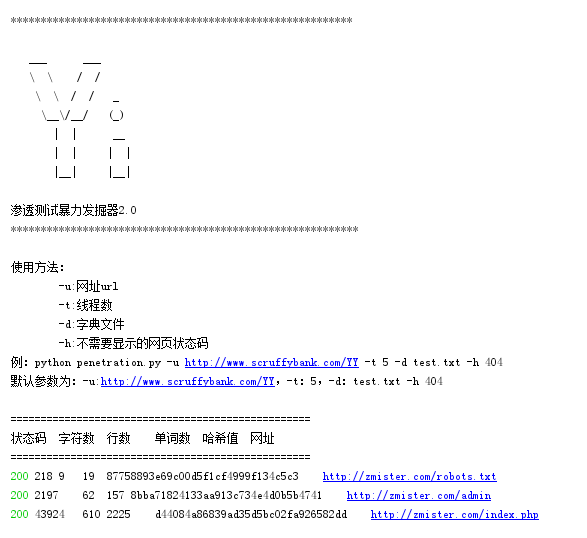 *********************************************************
 ___      ___
 \  \    /  /
  \  \  /  /   _
   \__\/__/   (_)
     |  |      __
     |  |     |  |
     |__|     |__|
渗透测试暴力发掘器2.0
**********************************************************
使用方法：
-u:网址url
-t:线程数
-d:字典文件
-h:不需要显示的网页状态码
例：python penetration.py -u http://www.scruffybank.com/YY -t 5 -d test.txt -h 404
默认参数为：-u:http://www.scruffybank.com/YY，-t：5，-d：test.txt -h 404
==================================================
状态码 字符数 行数 单词数 哈希值 网址
==================================================
200 218 9 19 87758893e69c00d5f1cf4999f134c5c3 http://zmister.com/robots.txt
200 2197 62 157 8bba71824133aa913c734e4d0b5b4741 http://zmister.com/admin
200 43924 610 2225 d44084a86839ad35d5bc02fa926582dd http://zmister.com/index.php